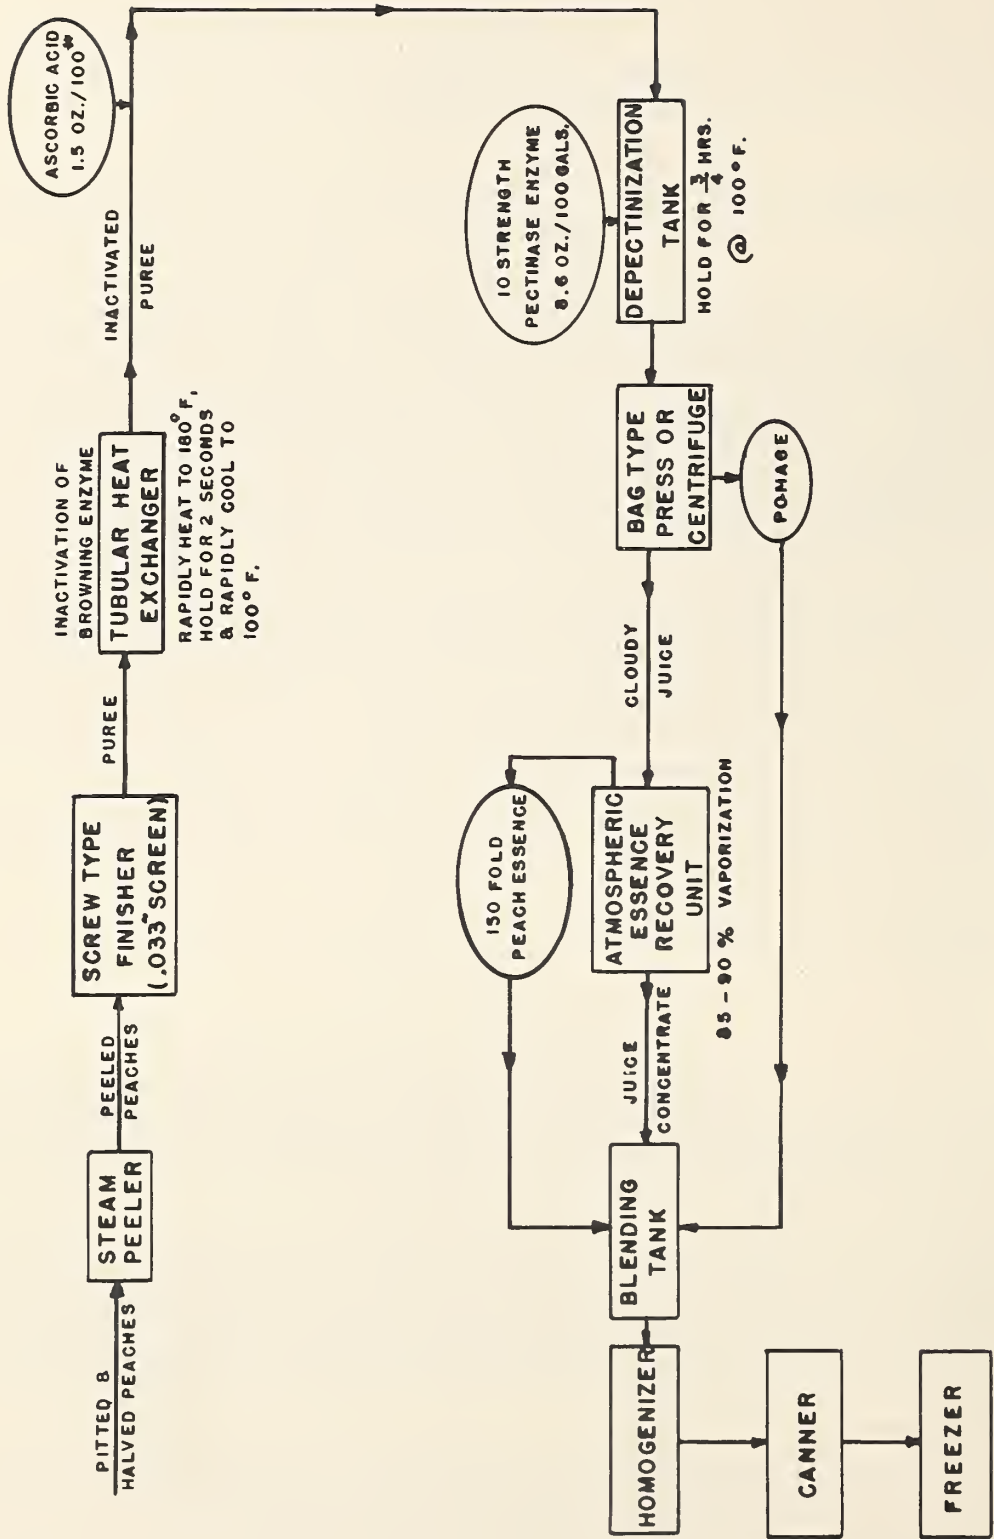 PITTED &
HALVED PEACHES
STEAM
PEELER
PEELED
PEACHES
SCREW TYPE
FINISHER
(.033" SCREEN)
PUREE
INACTIVATION OF
BROWNING ENZYME
TUBULAR HEAT
EXCHANGER
RAPIDLY HEAT TO 180° F,
HOLD FOR 2 SECONDS
& RAPIDLY COOL TO
100° F.
INACTIVATED
PUREE
ASCORBIC ACID
1.5 OZ./100#
10 STRENGTH
PECTINASE ENZYME
8.6 OZ./100 GALS.
DEPECTINIZATION
TANK
HOLD FOR 3/4 HRS.
@ 100° F.
BAG TYPE
PRESS OR
CENTRIFUGE
POMACE
CLOUDY
JUICE
150 FOLD
PEACH ESSENCE
ATMOSPHERIC
ESSENCE
RECOVERY
UNIT
85-90 % VAPORIZATION
JUICE
CONCENTRATE
BLENDING
TANK
HOMOGENIZER
CANNER
FREEZER